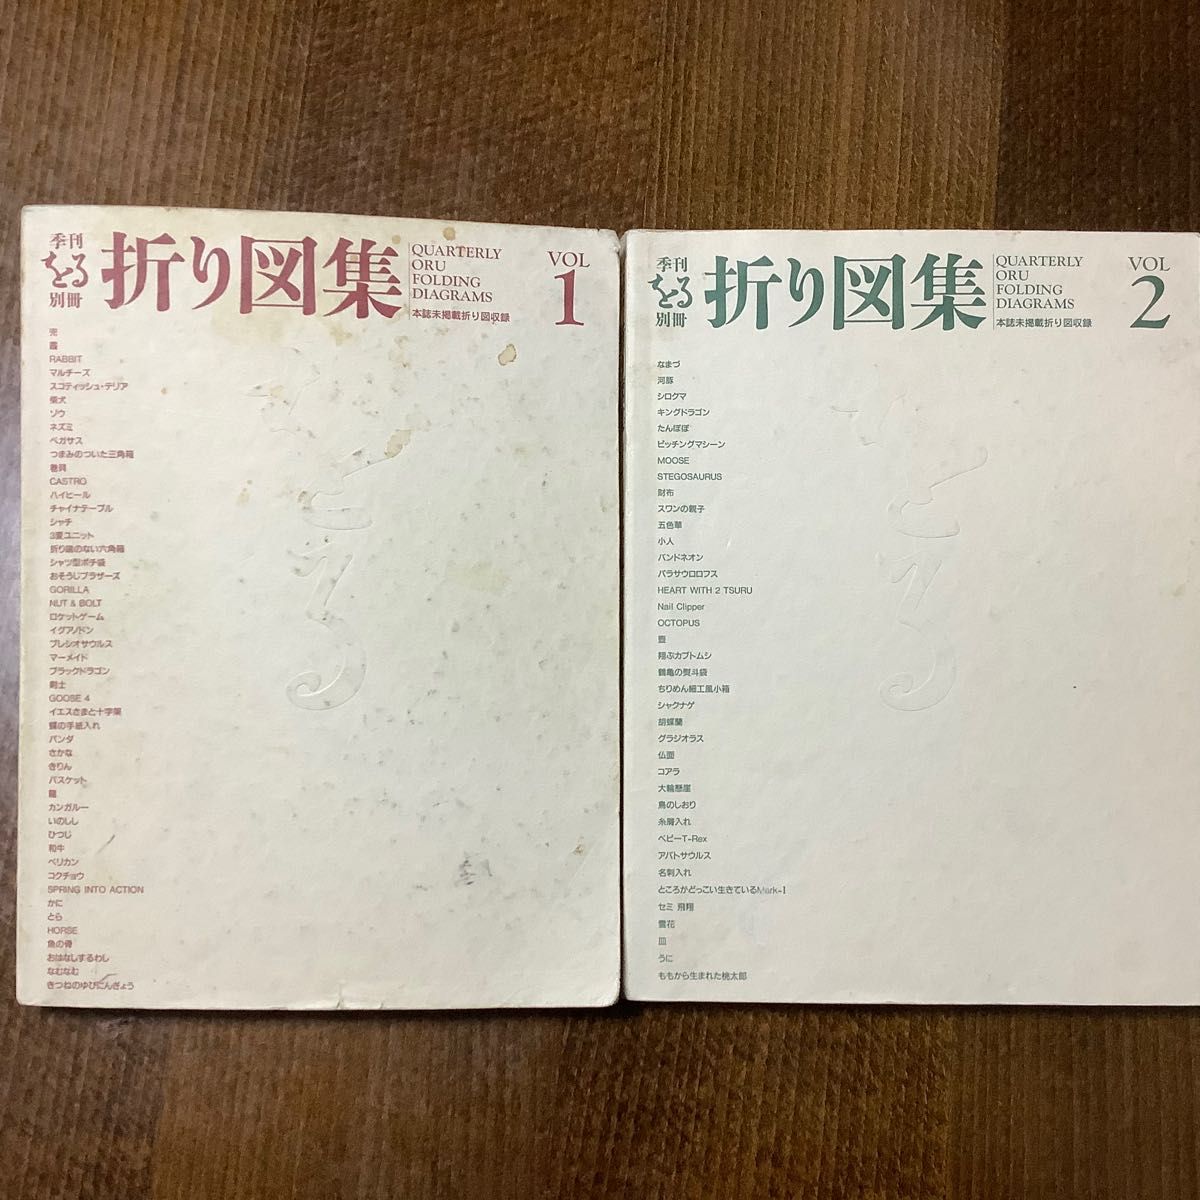 季刊
をる
別冊
折り図集
QUARTERLY
ORU
FOLDING
DIAGRAMS
本誌未掲載折り図収録
VOL
1
兜
RABBIT
マルチーズ
スコティッシュ・テリア
柴犬
ゾウ
ネズミ
ペガサス
つまみのついた三角箱
巻貝
CASTRO
ハイヒール
チャイナテーブル
シャチ
3変ユニット
折り線のない六角箱
シャツ型ポチ袋
おそうじブラザーズ
GORILLA
NUT & BOLT
ロケットゲーム
イグアノドン
プレシオサウルス
マーメイド
ブラックドラゴン
剣士
GOOSE 4
イエスさまと十字架
蝶の手紙入れ
パンダ
さかな
きりん
バスケット
龍
カンガルー
いのしし
ひつじ
和牛
ペリカン
コクチョウ
SPRING INTO ACTION
かに
とら
HORSE
魚の骨
おはなしするわし
なむなむ
きつねのゆびにんぎょう
季刊
をる
別冊
折り図集
QUARTERLY
ORU
FOLDING
DIAGRAMS
本誌未掲載折り図収録
VOL
2
なまづ
河豚
シロクマ
キングドラゴン
たんぽぽ
ピッチングマシーン
MOOSE
STEGOSAURUS
財布
スワンの親子
五色華
小人
バンドネオン
パラサウロロフス
HEART WITH 2 TSURU
Nail Clipper
OCTOPUS
壺
翔ぶカブトムシ
鶴亀の熨斗袋
ちりめん細工風小箱
シャクナゲ
胡蝶蘭
グラジオラス
仏面
コアラ
大輪懸崖
鳥のしおり
糸屑入れ
ベビーT-Rex
アパトサウルス
名刺入れ
ところがどっこい生きているMark-I
セミ 飛翔
雪花
皿
うに
ももから生まれた桃太郎